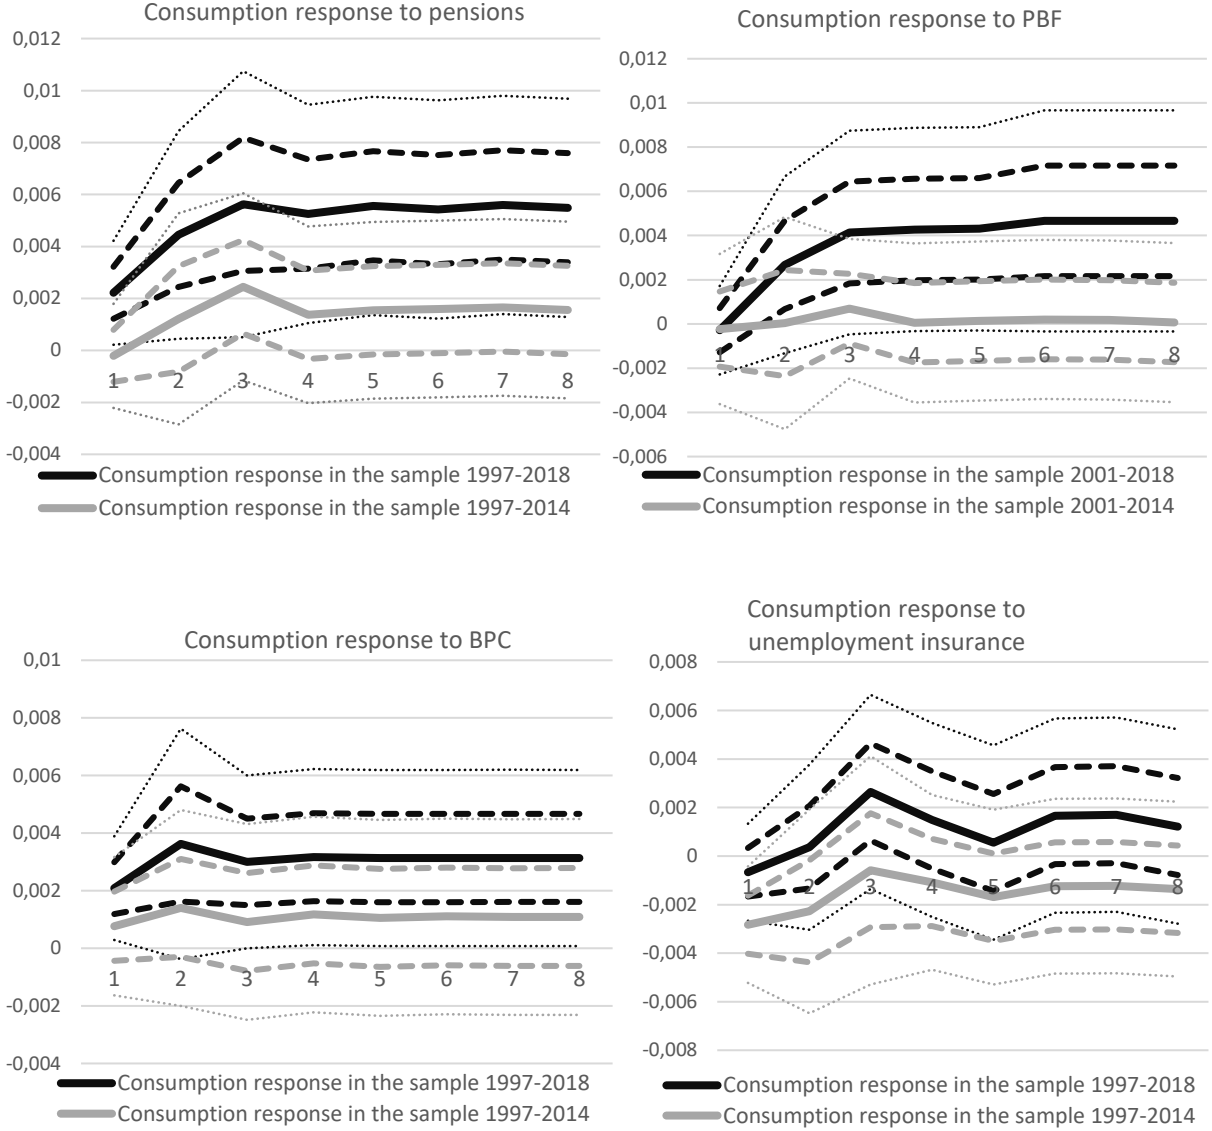 Consumption response to pensions
0,012
0,01
0,008
0,006
0,004
0,002
0
-0,002
-0,004
1 2 3 4 5 6 7 8
Consumption response in the sample 1997-2018
Consumption response in the sample 1997-2014
Consumption response to PBF
0,012
0,01
0,008
0,006
0,004
0,002
0
-0,002
-0,004
-0,006
1 2 3 4 5 6 7 8
Consumption response in the sample 2001-2018
Consumption response in the sample 2001-2014
Consumption response to BPC
0,01
0,008
0,006
0,004
0,002
0
-0,002
-0,004
1 2 3 4 5 6 7 8
Consumption response in the sample 1997-2018
Consumption response in the sample 1997-2014
Consumption response to
unemployment insurance
0,008
0,006
0,004
0,002
0
-0,002
-0,004
-0,006
-0,008
1 2 3 4 5 6 7 8
Consumption response in the sample 1997-2018
Consumption response in the sample 1997-2014